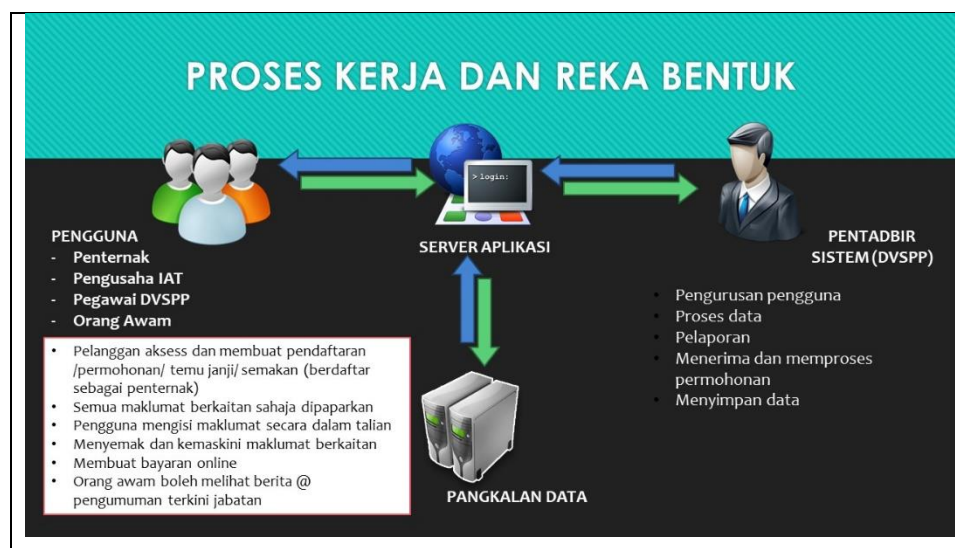 PROSES KERJA DAN REKA BENTUK
> login:
PENGGUNA
- Penternak
- Pengusaha IAT
- Pegawai DVSPP
- Orang Awam
SERVER APLIKASI
PENTADBIR
SISTEM (DVSPP)
• Pelanggan aksess dan membuat pendaftaran
/permohonan/ temu janji/ semakan (berdaftar
sebagai penternak)
• Semua maklumat berkaitan sahaja dipaparkan
• Pengguna mengisi maklumat secara dalam talian
• Menyemak dan kemaskini maklumat berkaitan
• Membuat bayaran online
• Orang awam boleh melihat berita @
pengumuman terkini jabatan
PANGKALAN DATA
• Pengurusan pengguna
• Proses data
• Pelaporan
• Menerima dan memproses
permohonan
• Menyimpan data